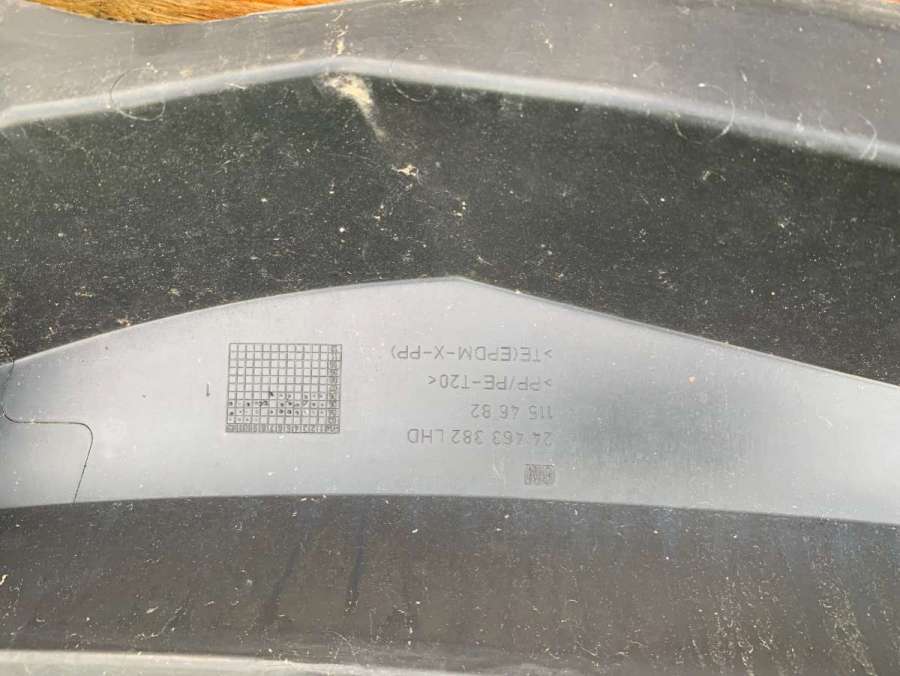 24 463 382 LHD
115 46 82
>PP/PE-T20<
>TE(EPDM-X-PP)